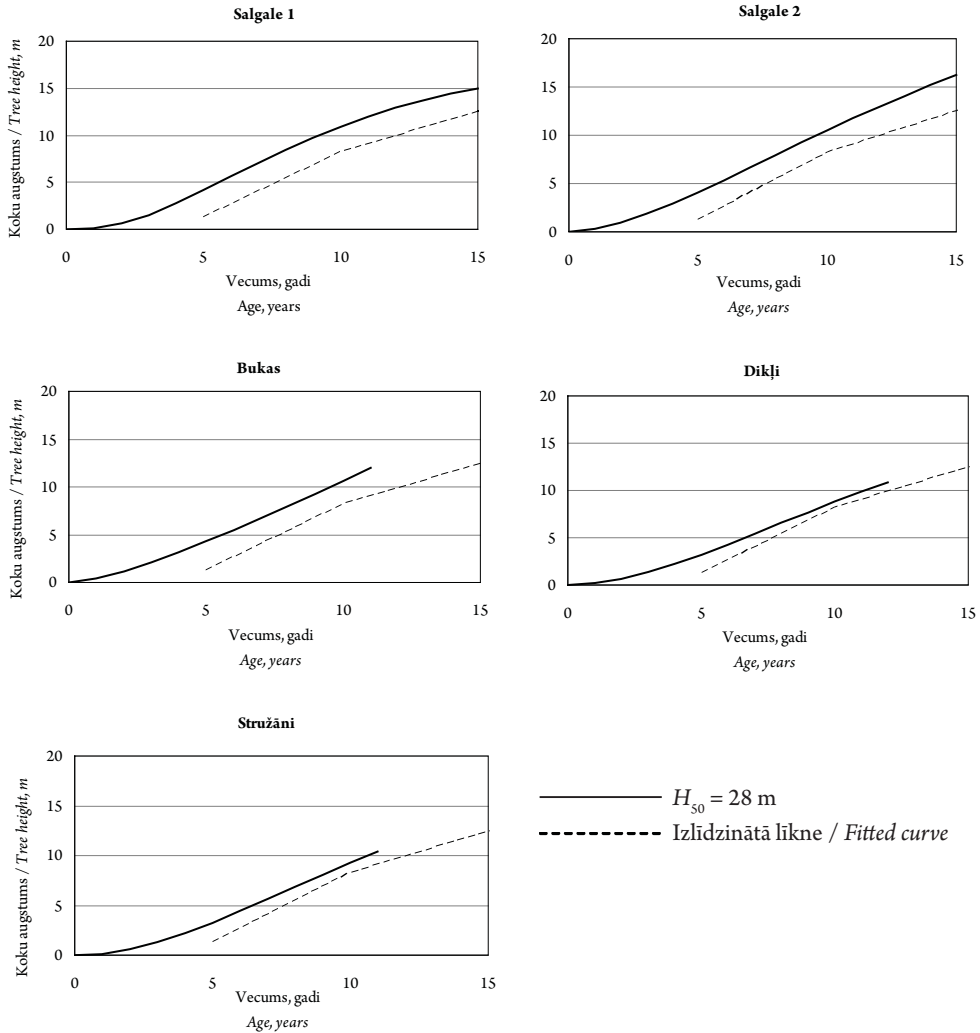 Salgale 1
Koku augstums / Tree height, m
20
15
10
5
0
0 5 10 15
Vecums, gadi
Age, years
Salgale 2
20
15
10
5
0
0 5 10 15
Vecums, gadi
Age, years
Bukas
Koku augstums / Tree height, m
20
15
10
5
0
0 5 10 15
Vecums, gadi
Age, years
Dikļi
20
15
10
5
0
0 5 10 15
Vecums, gadi
Age, years
Stružāni
Koku augstums / Tree height, m
20
15
10
5
0
0 5 10 15
Vecums, gadi
Age, years
H50 = 28 m
Izlīdzinātā līkne / Fitted curve